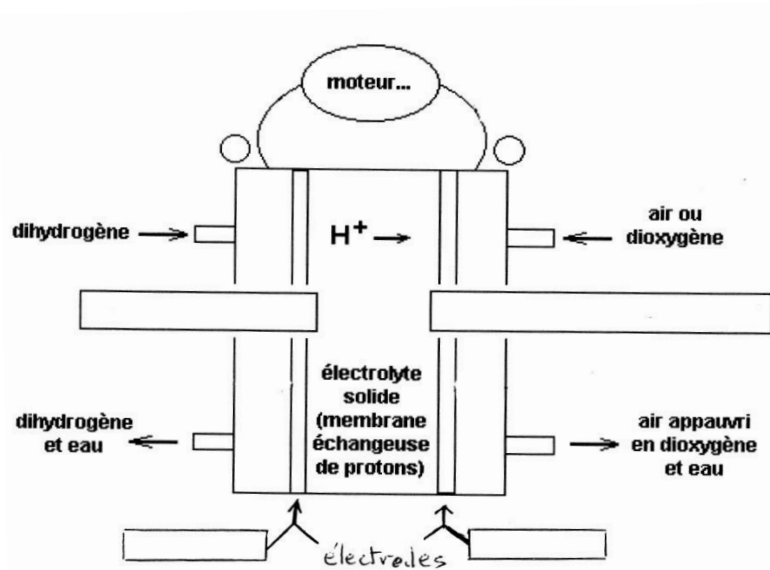 moteur...
dihydrogène
H+
air ou
dioxygène
électrolyte
solide
(membrane
échangeuse
de protons)
dihydrogène
et eau
air appauvri
en dioxygène
et eau
électrodes